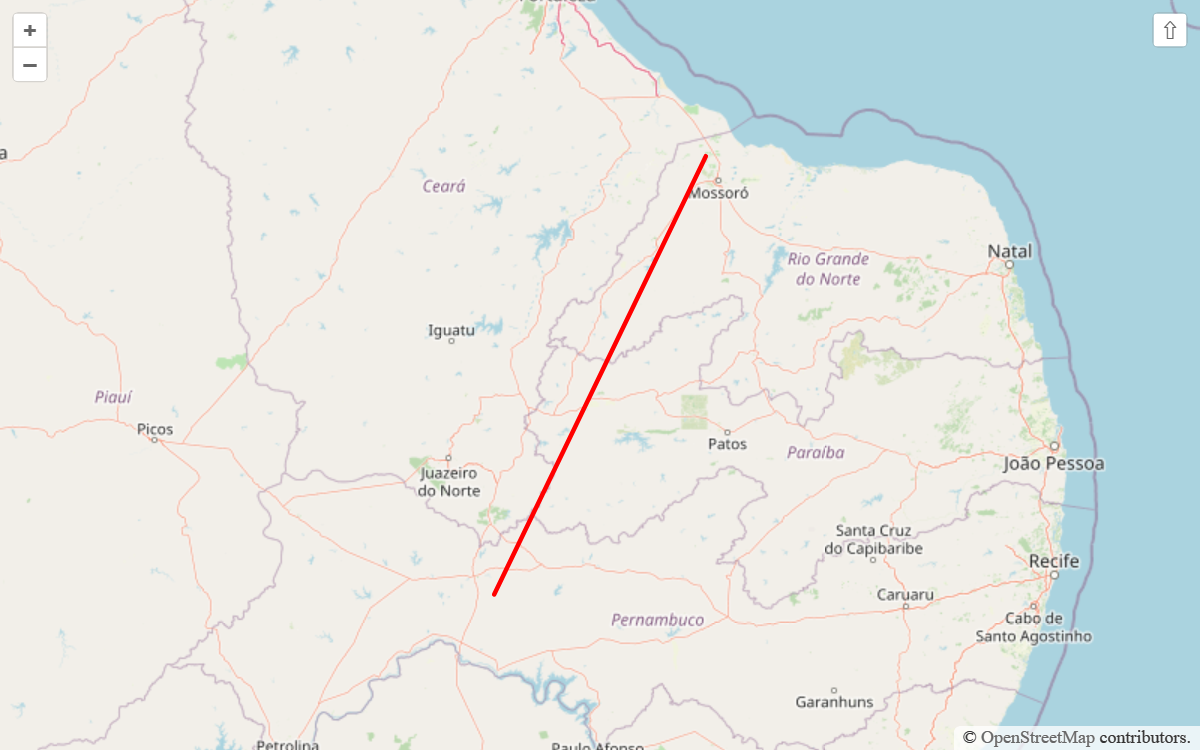 +
−
⇧
Ceará
Mossoró
Natal
Rio Grande
do Norte
Iguatu
Piauí
Picos
Patos
Paraíba
João Pessoa
Juazeiro
do Norte
Santa Cruz
do Capibaribe
Recife
Caruaru
Pernambuco
Cabo de
Santo Agostinho
Garanhuns
© OpenStreetMap contributors.
Petrolina
Paulo Afonso